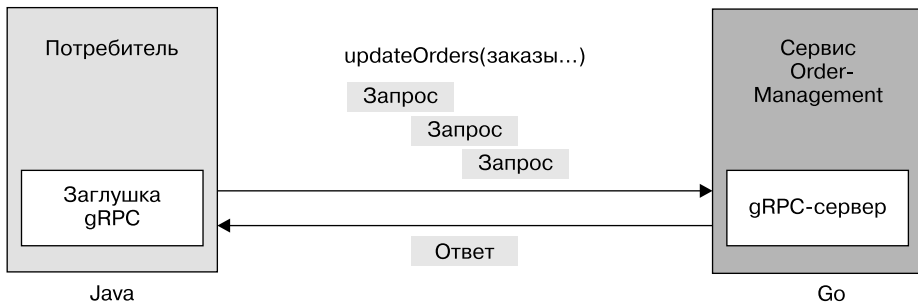 Потребитель
updateOrders(заказы...)
Сервис
Order-
Management
Запрос
Запрос
Запрос
Заглушка
gRPC
gRPC-сервер
Ответ
Java
Go